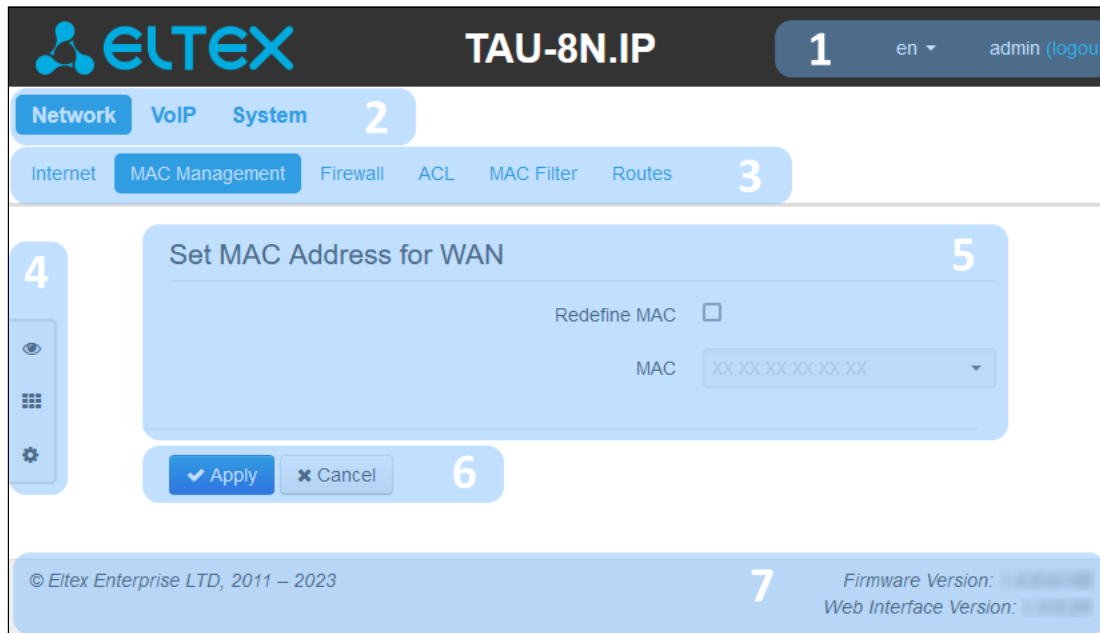 ELTEX TAU-8N.IP 1 en admin (logout
Network VoIP System 2
Internet MAC Management Firewall ACL MAC Filter Routes 3
4
Set MAC Address for WAN 5
Redefine MAC
MAC XX:XX:XX:XX:XX:XX
Apply Cancel 6
© Eltex Enterprise LTD, 2011 – 2023 7 Firmware Version:
Web Interface Version: